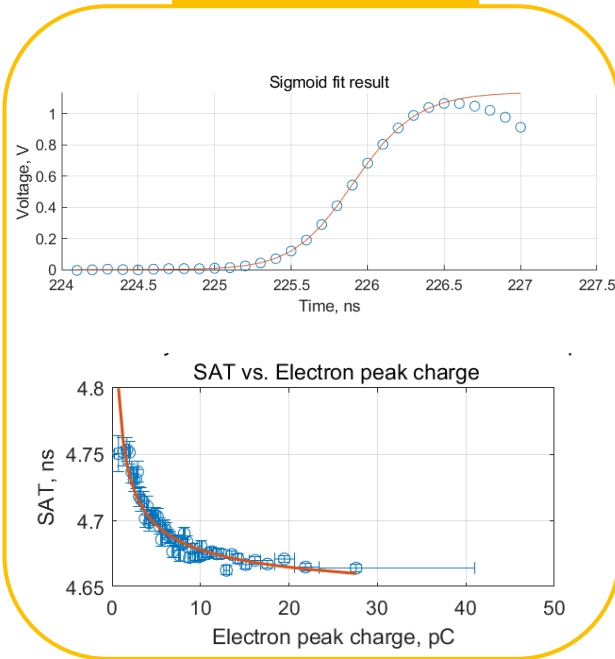 Sigmoid fit result
1
0.8
0.6
0.4
0.2
0
Voltage, V
224 224.5 225 225.5 226 226.5 227 227.5
Time, ns
SAT vs. Electron peak charge
4.8
4.75
4.7
4.65
SAT, ns
0 10 20 30 40 50
Electron peak charge, pC